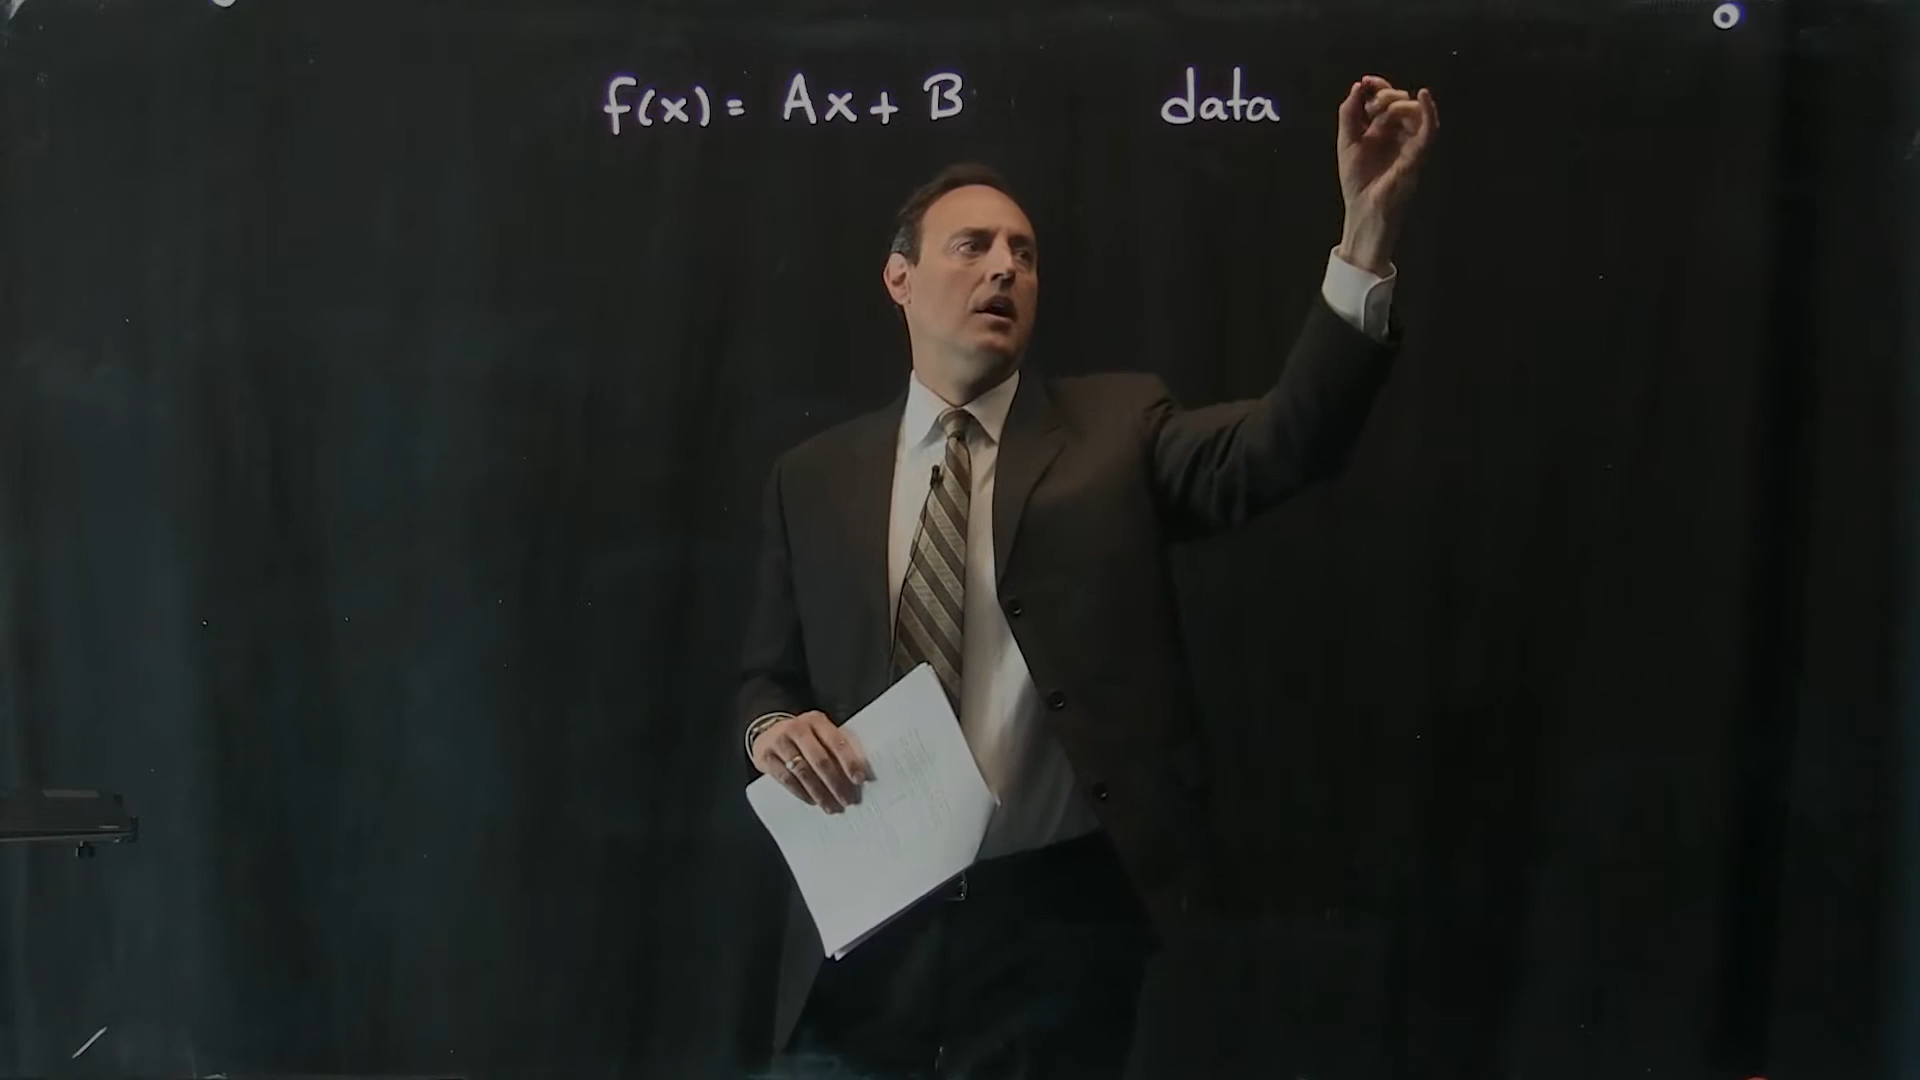 f(x) = Ax + B data